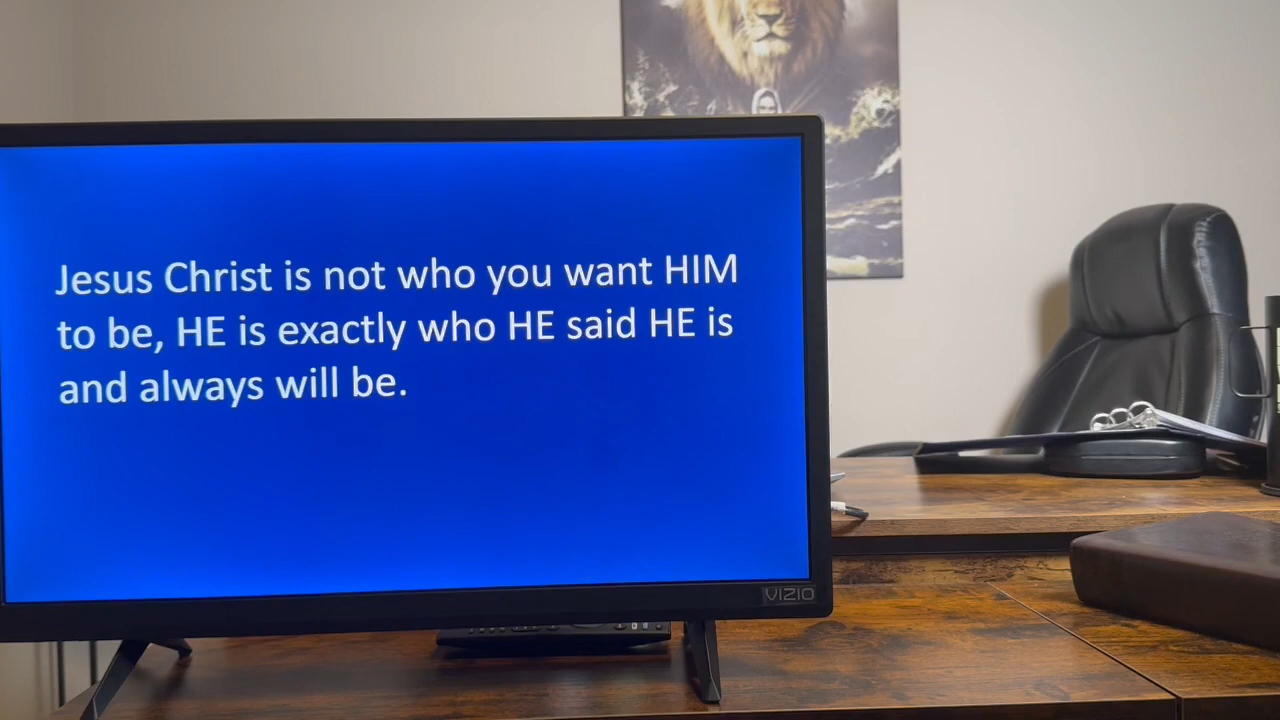 Jesus Christ is not who you want HIM
to be, HE is exactly who HE said HE is
and always will be.
VIZIO